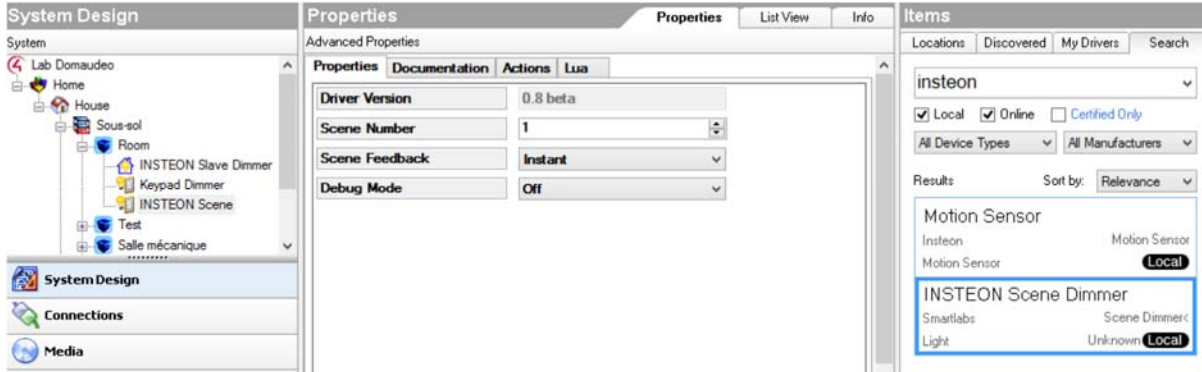 System Design
System
Lab Domaudeo
Home
House
Sous-sol
Room
INSTEON Slave Dimmer
Keypad Dimmer
INSTEON Scene
Test
Salle mécanique
System Design
Connections
Media
Properties
Properties
List View
Info
Advanced Properties
Properties
Documentation
Actions
Lua
Driver Version 0.8 beta
Scene Number 1
Scene Feedback Instant
Debug Mode Off
Items
Locations
Discovered
My Drivers
Search
insteon
Local Online Certified Only
All Device Types All Manufacturers
Results Sort by: Relevance
Motion Sensor
Insteon Motion Sensor
Motion Sensor Local
INSTEON Scene Dimmer
Smartlabs Scene Dimmer<
Light Unknown Local